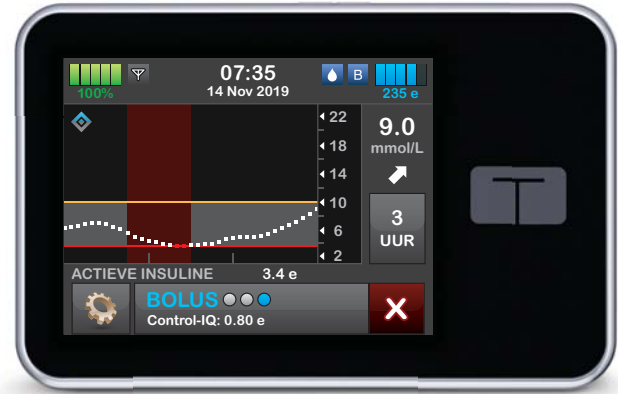 07:35
100%
14 Nov 2019
B
235 e
22
18
14
10
6
2
9.0
mmol/L
3
UUR
ACTIEVE INSULINE 3.4 e
BOLUS
Control-IQ: 0.80 e
X
T